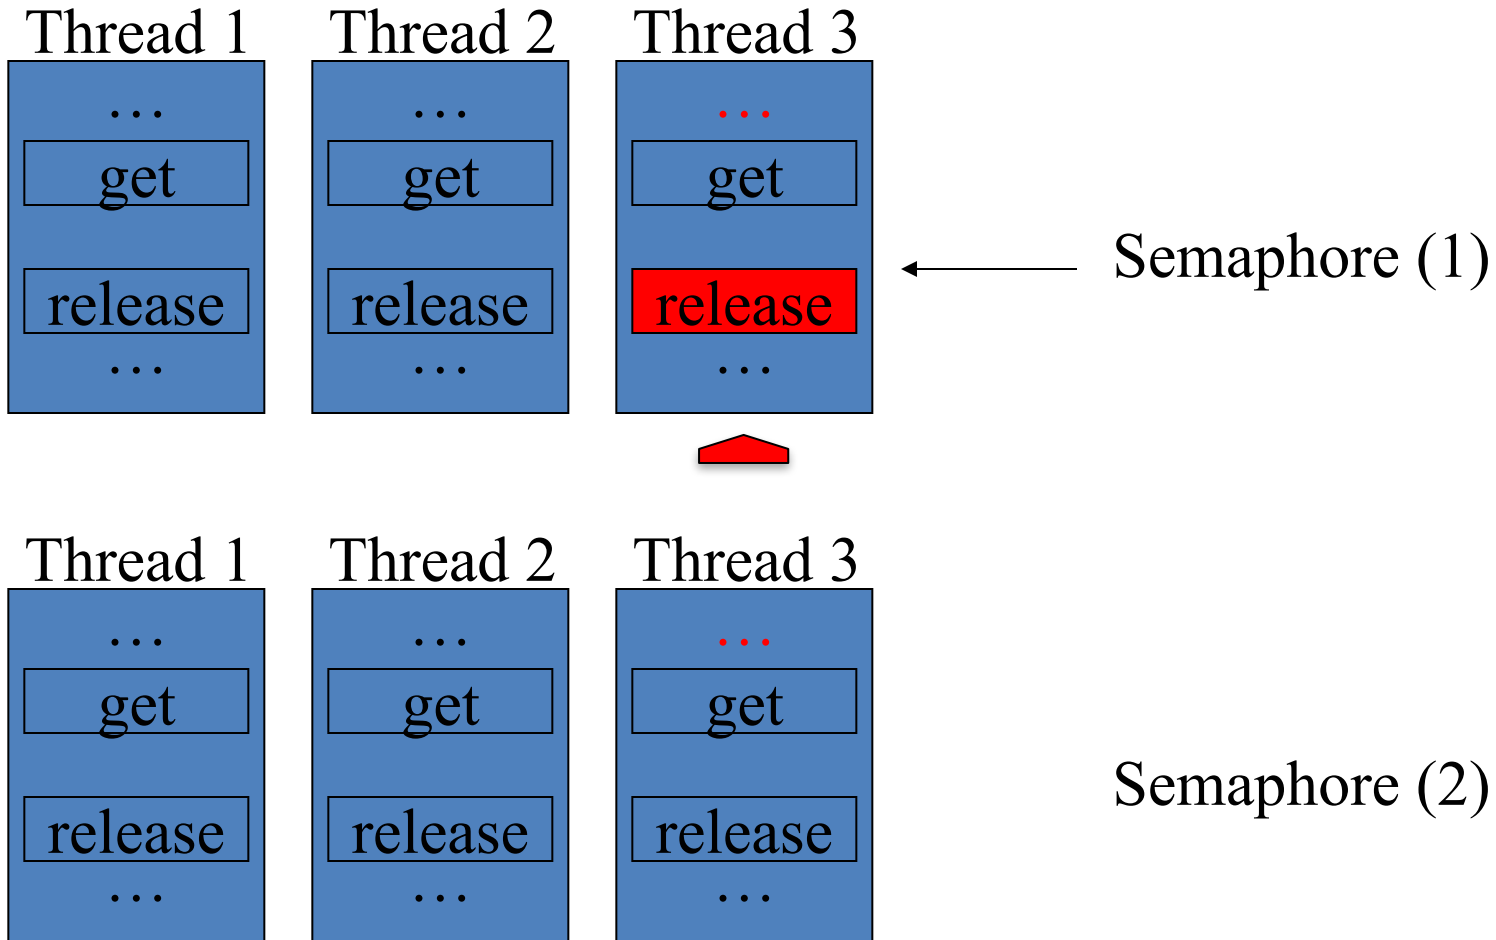 Thread 1 Thread 2 Thread 3
... ... ...
get get get
Semaphore (1)
release release release
... ... ...
Thread 1 Thread 2 Thread 3
... ... ...
get get get
Semaphore (2)
release release release
... ... ...